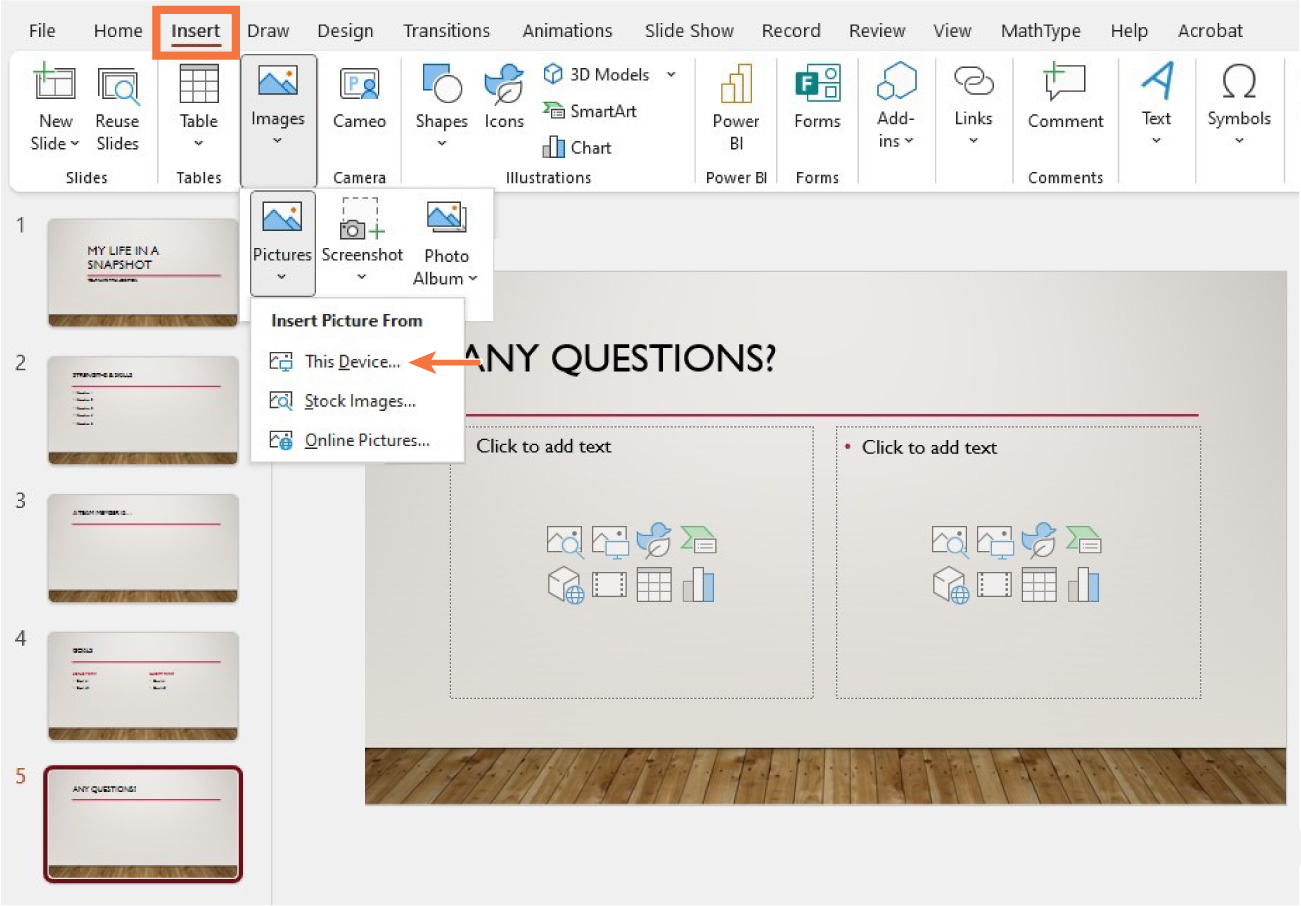 File Home Insert Draw Design Transitions Animations Slide Show Record Review View MathType Help Acrobat
New Slide
Reuse Slides
Slides
Table
Tables
Images
Cameo
Camera
Shapes
Icons
3D Models
SmartArt
Chart
Illustrations
Power BI
Power BI
Forms
Forms
Add-ins
Links
Comment
Comments
Text
Symbols
Pictures
Screenshot
Photo Album
Insert Picture From
This Device...
Stock Images...
Online Pictures...
1
MY LIFE IN A
SNAPSHOT
2
STRENGTHS & SKILLS
3
A TEAM MEMBER IS...
4
GOALS
5
ANY QUESTIONS?
ANY QUESTIONS?
Click to add text
• Click to add text